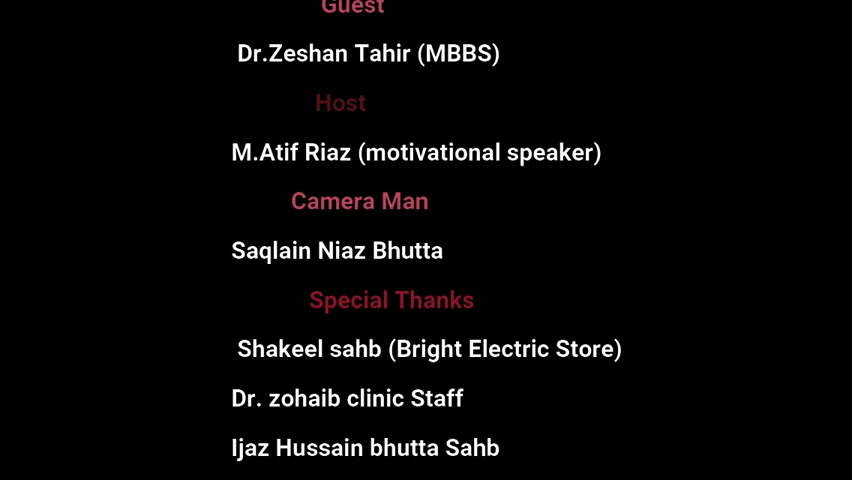 Guest
Dr.Zeshan Tahir (MBBS)
Host
M.Atif Riaz (motivational speaker)
Camera Man
Saqlain Niaz Bhutta
Special Thanks
Shakeel sahb (Bright Electric Store)
Dr. zohaib clinic Staff
Ijaz Hussain bhutta Sahb